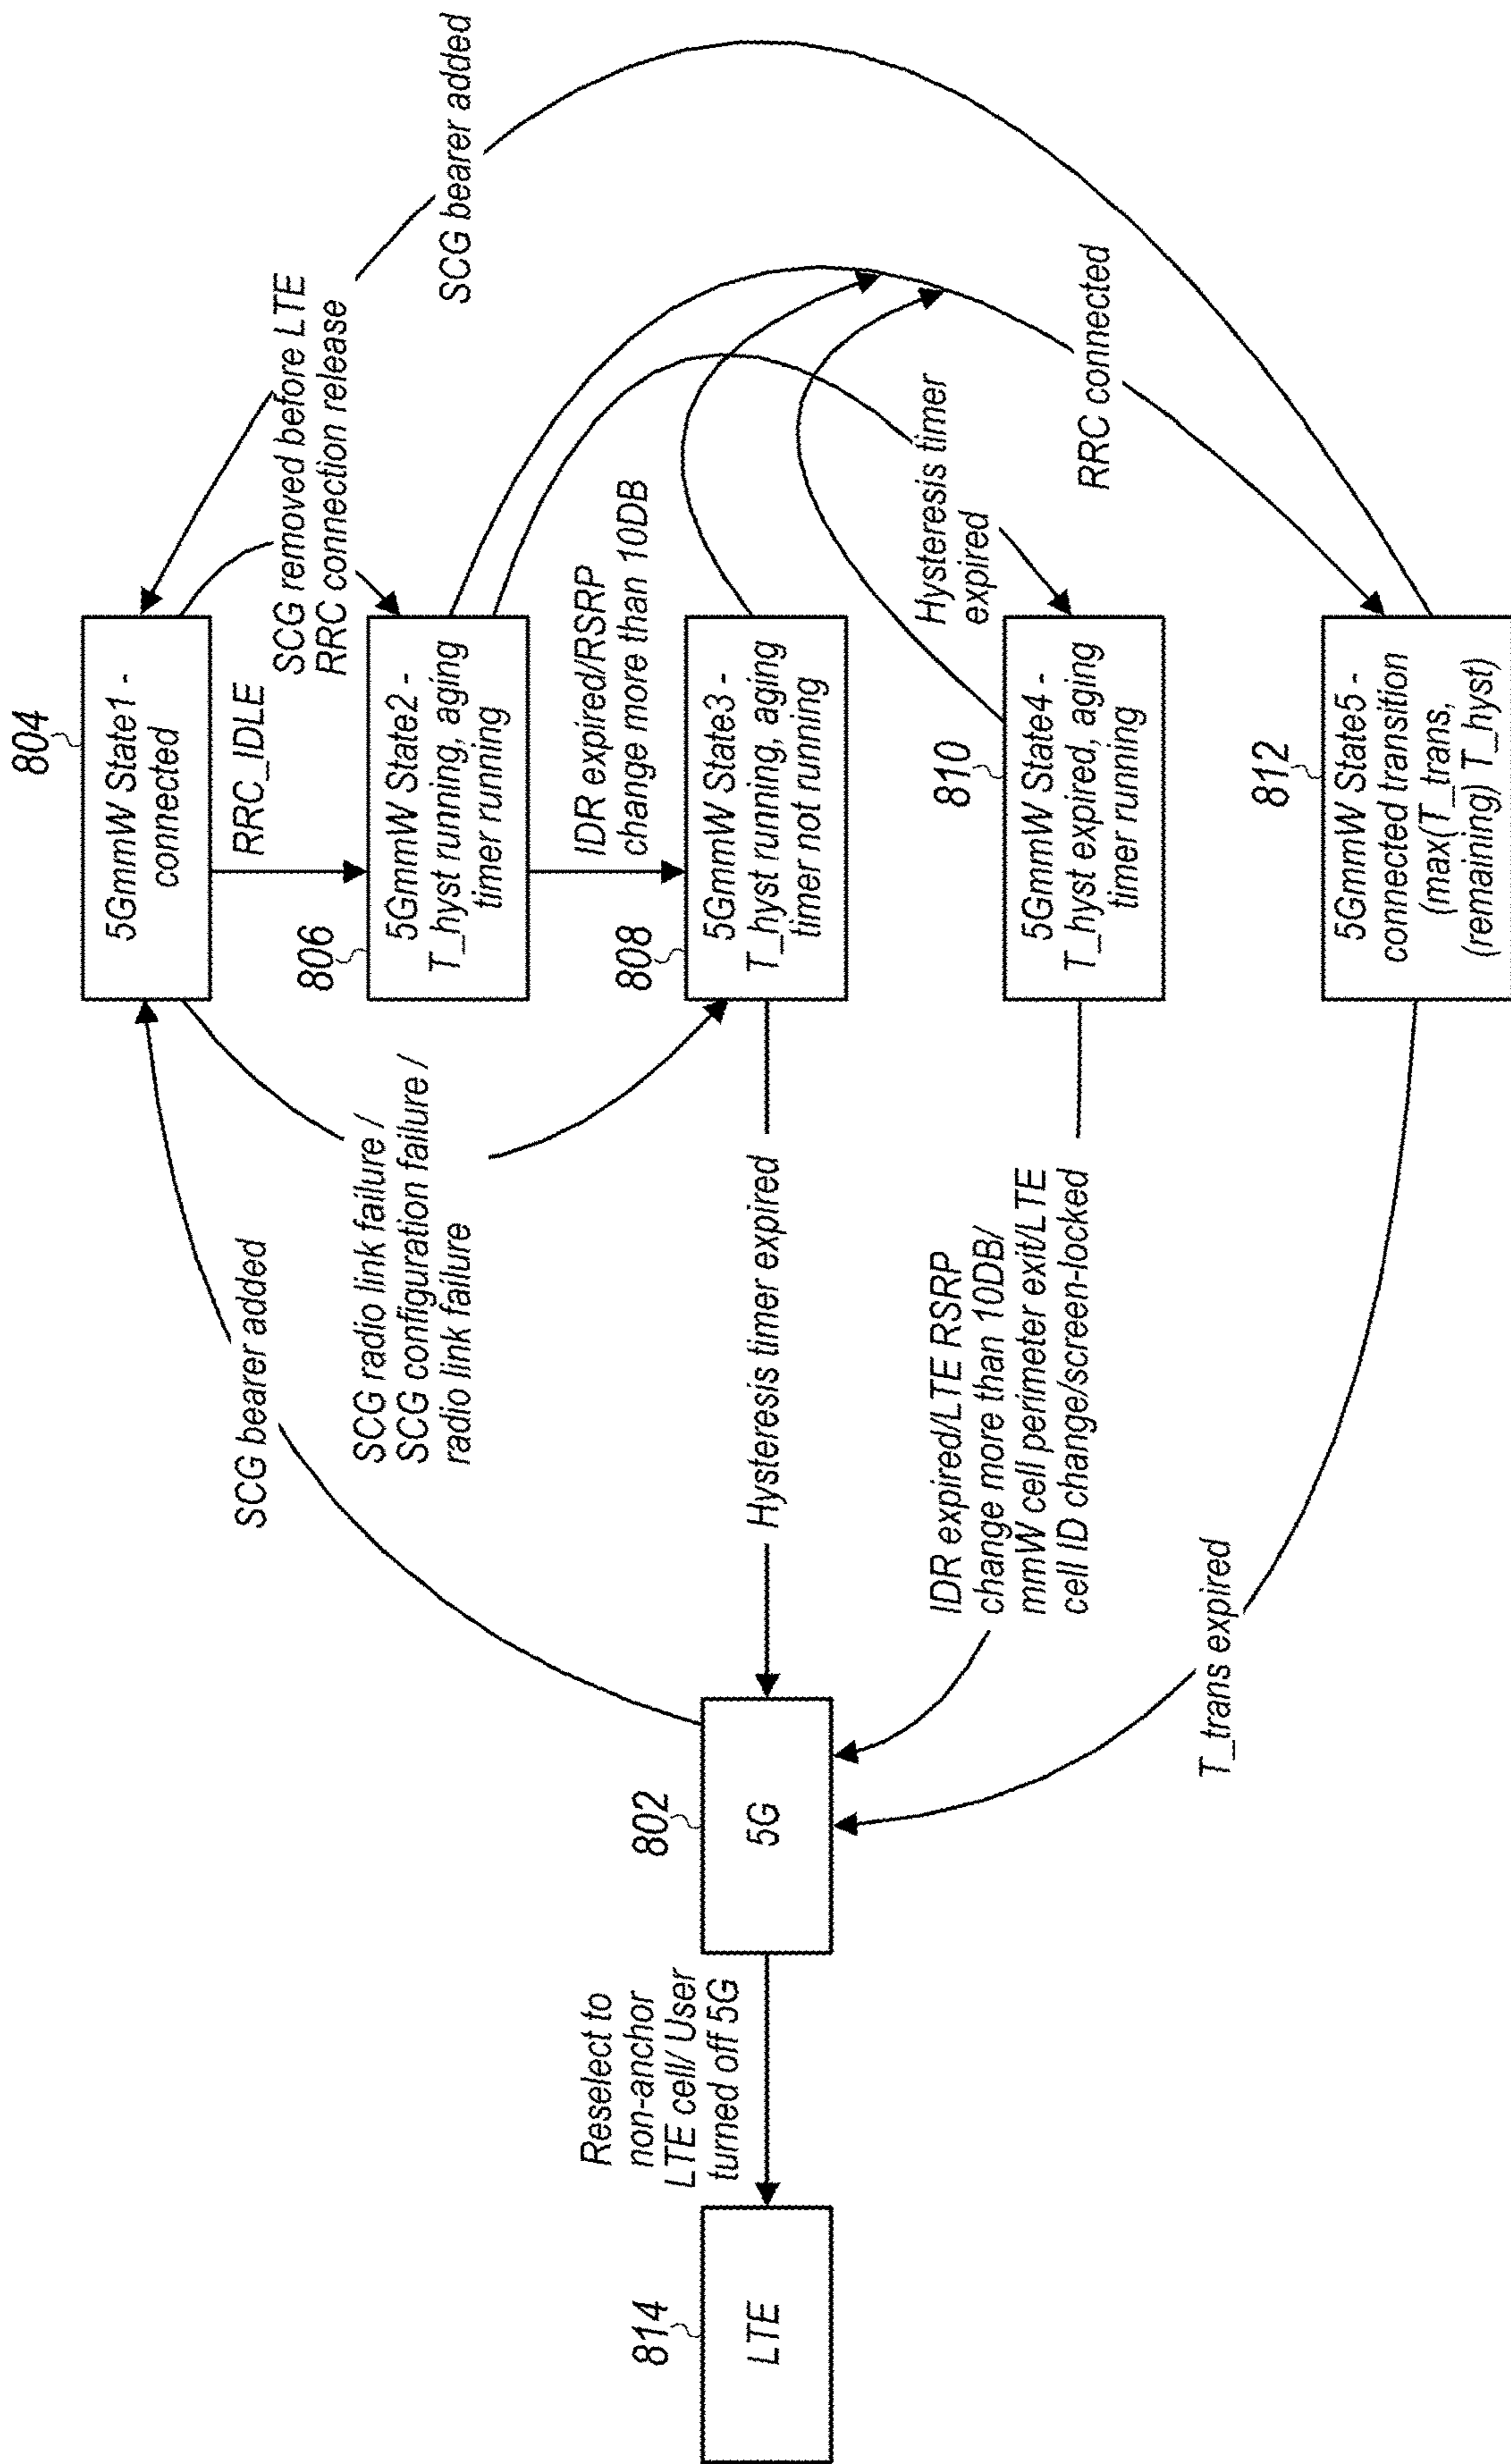 804
5GmmW State1 -
connected
SCG bearer added
SCG removed before LTE
RRC connection release
RRC_IDLE
806
5GmmW State2 -
T_hyst running, aging
timer running
SCG bearer added
SCG radio link failure /
SCG configuration failure /
radio link failure
IDR expired/RSRP
change more than 10DB
808
5GmmW State3 -
T_hyst running, aging
timer not running
Reselect to
non-anchor
LTE cell/ User
turned off 5G
814
LTE
802
5G
Hysteresis timer expired
Hysteresis timer
expired
810
5GmmW State4 -
T_hyst expired, aging
timer running
IDR expired/LTE RSRP
change more than 10DB/
mmW cell perimeter exit/LTE
cell ID change/screen-locked
RRC connected
812
5GmmW State5 -
connected transition
(max(T_trans,
(remaining) T_hyst)
T_trans expired